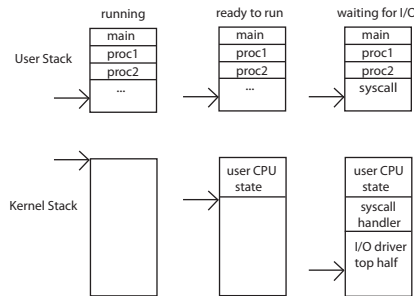 running
ready to run
waiting for I/O
User Stack
main
proc1
proc2
...
main
proc1
proc2
...
main
proc1
proc2
syscall
Kernel Stack
user CPU
state
user CPU
state
syscall
handler
I/O driver
top half